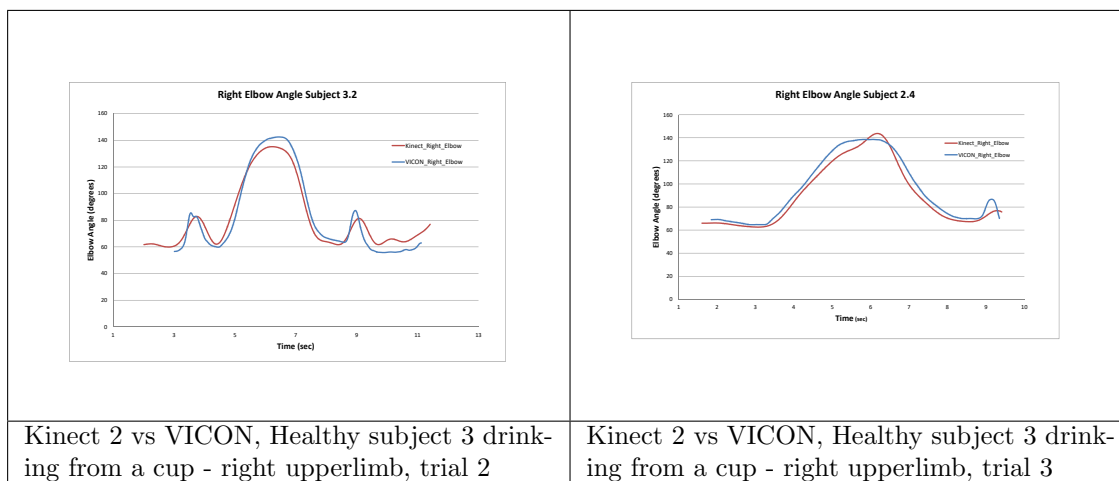 Right Elbow Angle Subject 3.2
160
140
120
100
80
60
40
20
0
Elbow Angle (degrees)
Kinect_Right_Elbow
VICON_Right_Elbow
1 3 5 7 9 11 13
Time (sec)
Right Elbow Angle Subject 2.4
160
140
120
100
80
60
40
20
0
Elbow Angle (degrees)
Kinect_Right_Elbow
VICON_Right_Elbow
1 2 3 4 5 6 7 8 9 10
Time (sec)
Kinect 2 vs VICON, Healthy subject 3 drink-
ing from a cup - right upperlimb, trial 2
Kinect 2 vs VICON, Healthy subject 3 drink-
ing from a cup - right upperlimb, trial 3